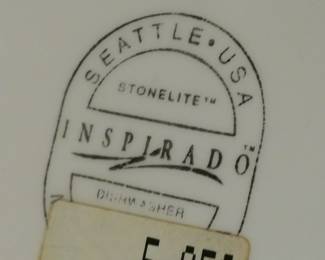 SEATTLE • USA
STONELITE™
INSPIRADO™
DISHWASHER